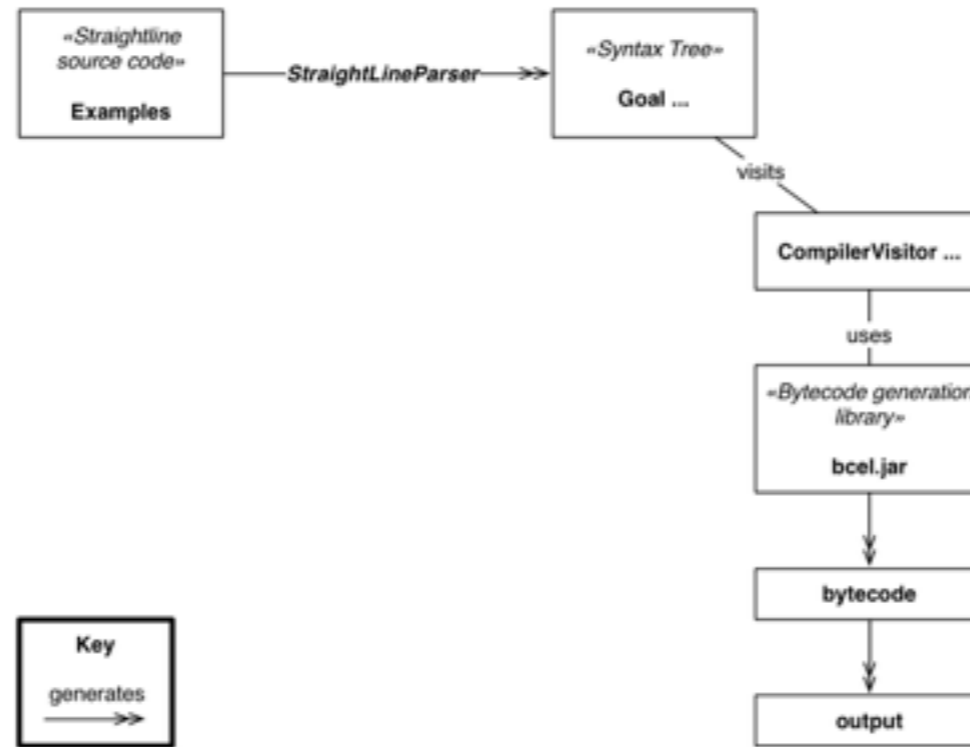 «Straightline
source code»
Examples
StraightLineParser
«Syntax Tree»
Goal ...
visits
CompilerVisitor ...
uses
«Bytecode generation
library»
bcel.jar
bytecode
output
Key
generates